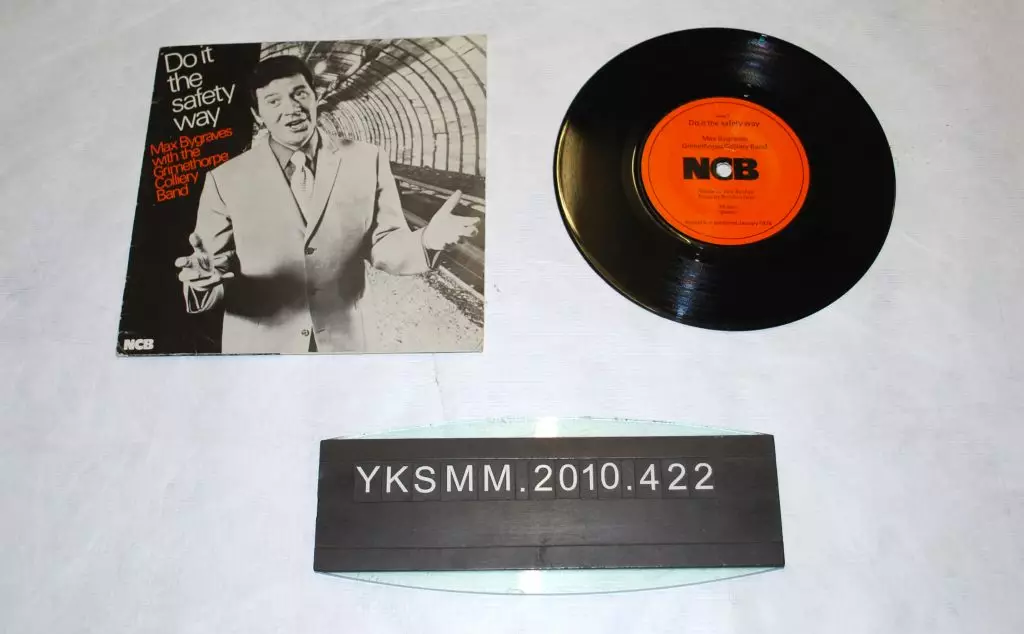 Do it
the
safety
way
Max Bygraves
with the
Grimethorpe
Colliery
Band
NCB
Do it the safety way
Max Bygraves
Grimethorpe Colliery Band
NCB
YKSMM.2010.422